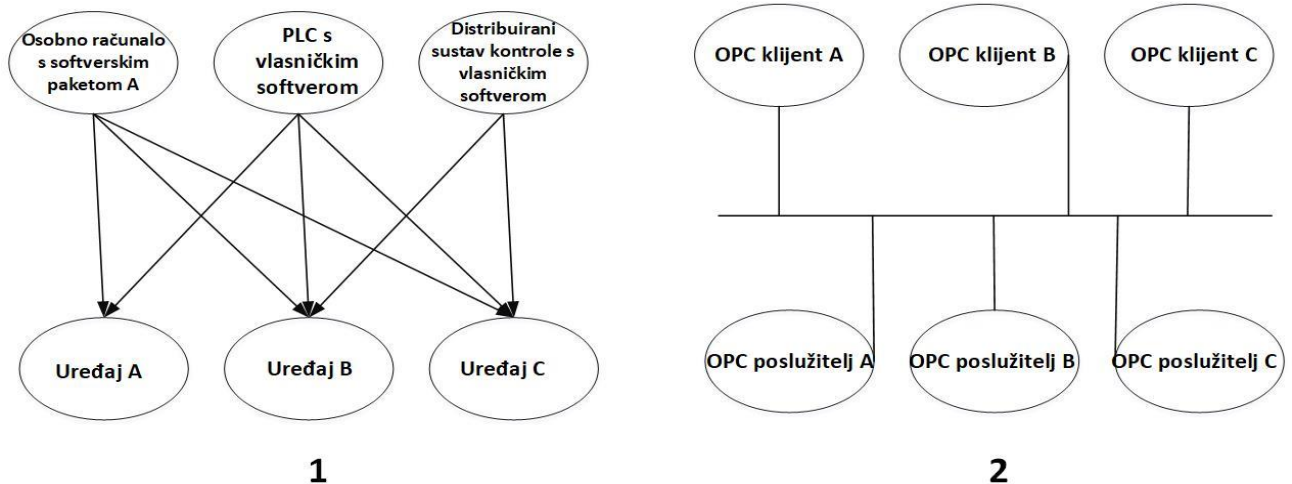 Osobno računalo
s softverskim
paketom A
PLC s
vlasničkim
softverom
Distribuirani
sustav kontrole s
vlasničkim
softverom
OPC klijent A
OPC klijent B
OPC klijent C
Uređaj A
Uređaj B
Uređaj C
OPC poslužitelj A
OPC poslužitelj B
OPC poslužitelj C
1
2